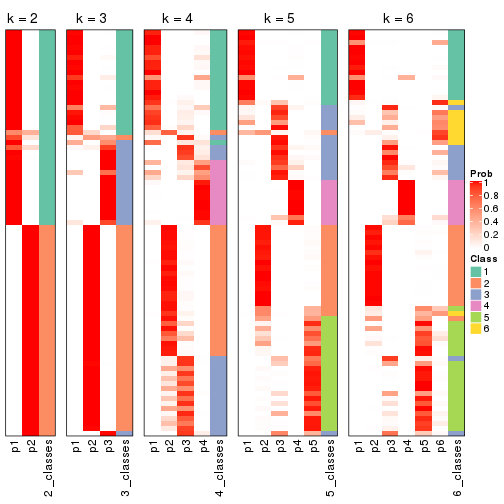 k = 2
k = 3
k = 4
k = 5
k = 6
p1
p2
2_classes
p1
p2
p3
3_classes
p1
p2
p3
p4
4_classes
p1
p2
p3
p4
p5
5_classes
p1
p2
p3
p4
p5
p6
6_classes
Prob
1
0.8
0.6
0.4
0.2
0
Class
1
2
3
4
5
6